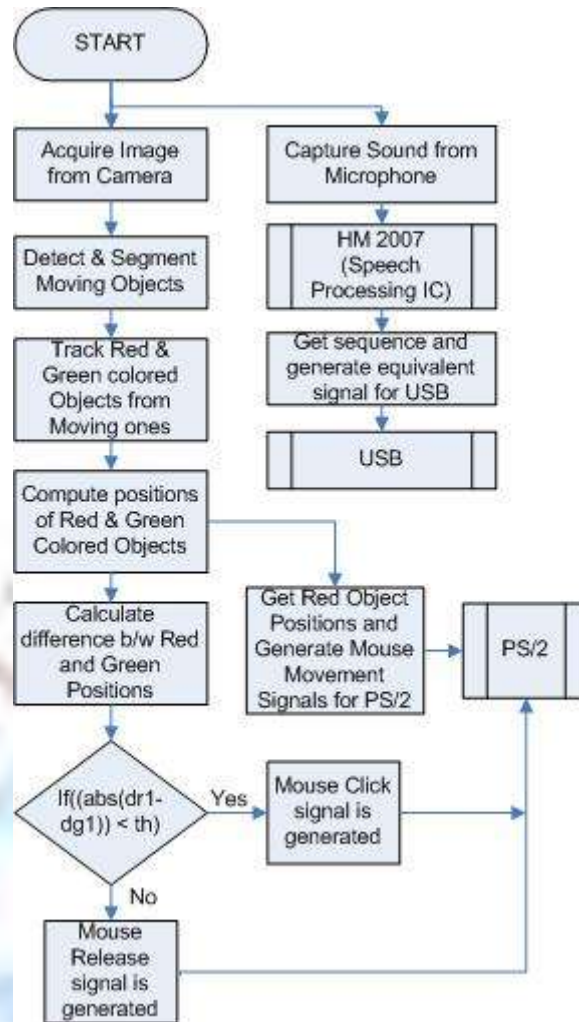 START
Acquire Image
from Camera
Detect & Segment
Moving Objects
Track Red &
Green colored
Objects from
Moving ones
Compute positions
of Red & Green
Colored Objects
Calculate
difference b/w Red
and Green
Positions
If((abs(dr1-
dg1)) < th)
Yes
No
Mouse
Release
signal is
generated
Mouse Click
signal is
generated
Get Red Object
Positions and
Generate Mouse
Movement
Signals for PS/2
PS/2
Capture Sound from
Microphone
HM 2007
(Speech
Processing IC)
Get sequence and
generate equivalent
signal for USB
USB